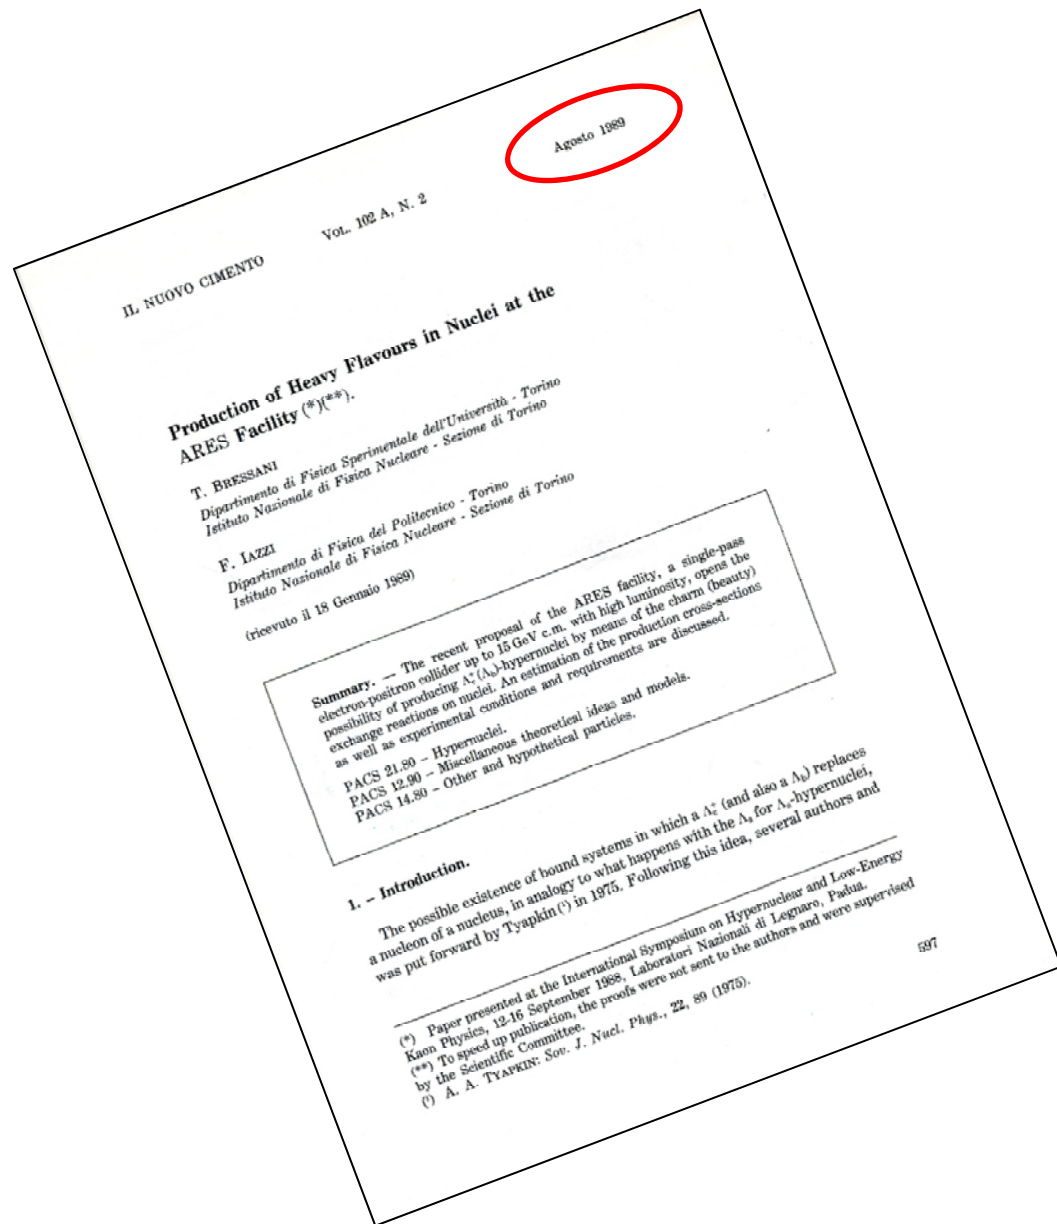 IL NUOVO CIMENTO VOL. 102 A, N. 2 Agosto 1989
Production of Heavy Flavours in Nuclei at the
ARES Facility (*)(**).
T. BRESSANI
Dipartimento di Fisica Sperimentale dell'Università - Torino
Istituto Nazionale di Fisica Nucleare - Sezione di Torino
F. IAZZI
Dipartimento di Fisica del Politecnico - Torino
Istituto Nazionale di Fisica Nucleare - Sezione di Torino
(ricevuto il 18 Gennaio 1989)
Summary. — The recent proposal of the ARES facility, a single-pass
electron-positron collider up to 15 GeV c.m. with high luminosity, opens the
possibility of producing Λc⁺ (Λb)-hypernuclei by means of the charm (beauty)
exchange reactions on nuclei. An estimation of the production cross-sections
as well as experimental conditions and requirements are discussed.
PACS 21.80 – Hypernuclei.
PACS 12.90 – Miscellaneous theoretical ideas and models.
PACS 14.80 – Other and hypothetical particles.
1. – Introduction.
The possible existence of bound systems in which a Λc⁺ (and also a Λb) replaces
a nucleon of a nucleus, in analogy to what happens with the Λs for Λs-hypernuclei,
was put forward by Tyapkin (¹) in 1975. Following this idea, several authors and
(*) Paper presented at the International Symposium on Hypernuclear and Low-Energy
Kaon Physics, 12-16 September 1988, Laboratori Nazionali di Legnaro, Padua.
(**) To speed up publication, the proofs were not sent to the authors and were supervised
by the Scientific Committee.
(¹) A. A. TYAPKIN: Sov. J. Nucl. Phys., 22, 89 (1975).
597